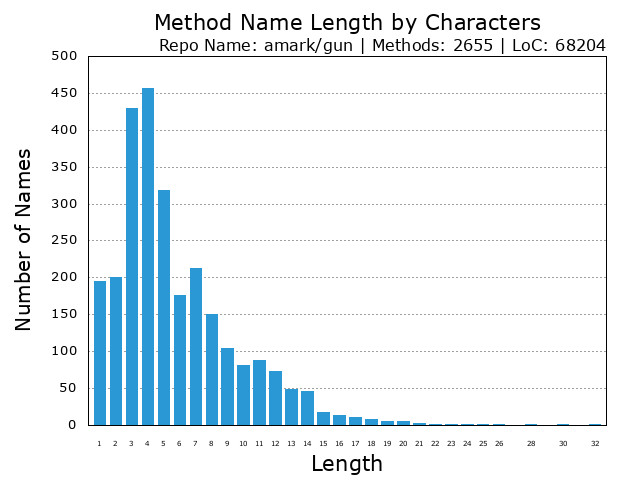 Method Name Length by Characters
Repo Name: amark/gun | Methods: 2655 | LoC: 68204
500
450
400
350
300
250
200
150
100
50
0
Number of Names
1 2 3 4 5 6 7 8 9 10 11 12 13 14 15 16 17 18 19 20 21 22 23 24 25 26 28 30 32
Length